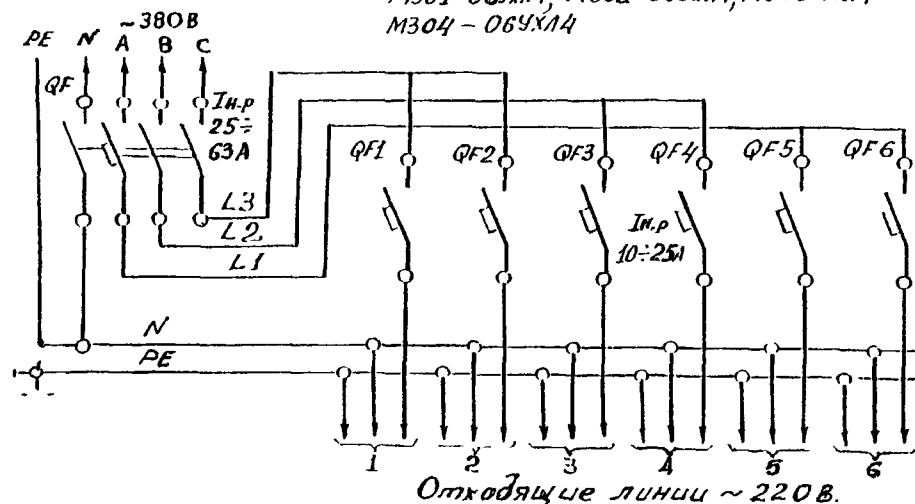 М304 - 06УХЛ4
~380В
PE N A B C
QF
Iн.р
25÷
63А
QF1 QF2 QF3 QF4 QF5 QF6
L3
L2
L1
Iн.р
10÷25А
N
PE
1 2 3 4 5 6
Отходящие линии ~220В.